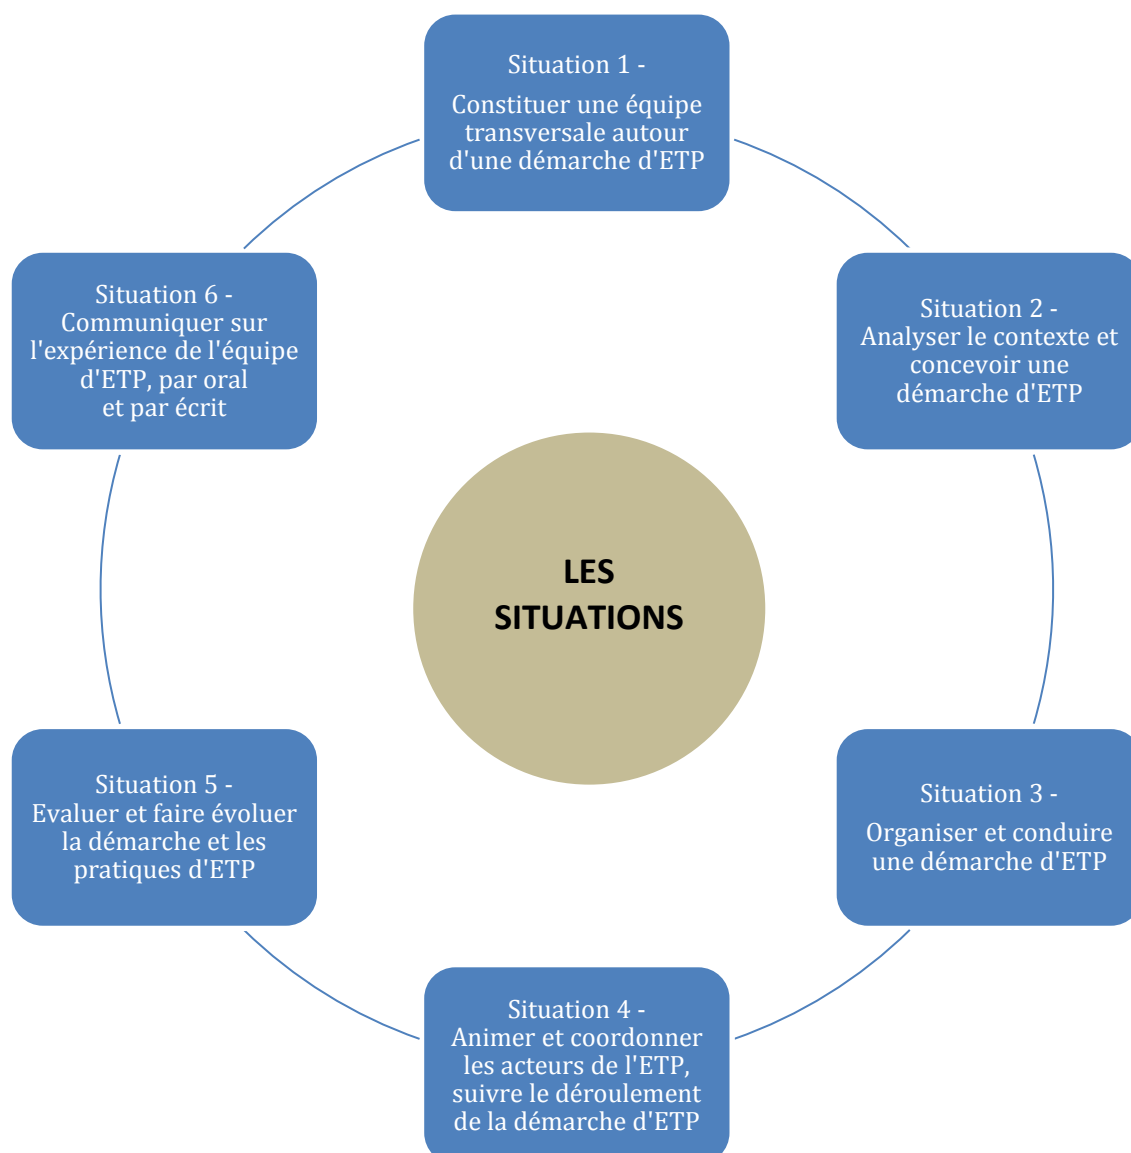 Situation 1 -
Constituer une équipe
transversale autour
d'une démarche d'ETP
Situation 2 -
Analyser le contexte et
concevoir une
démarche d'ETP
Situation 3 -
Organiser et conduire
une démarche d'ETP
Situation 4 -
Animer et coordonner
les acteurs de l'ETP,
suivre le déroulement
de la démarche d'ETP
Situation 5 -
Evaluer et faire évoluer
la démarche et les
pratiques d'ETP
Situation 6 -
Communiquer sur
l'expérience de l'équipe
d'ETP, par oral
et par écrit
LES
SITUATIONS